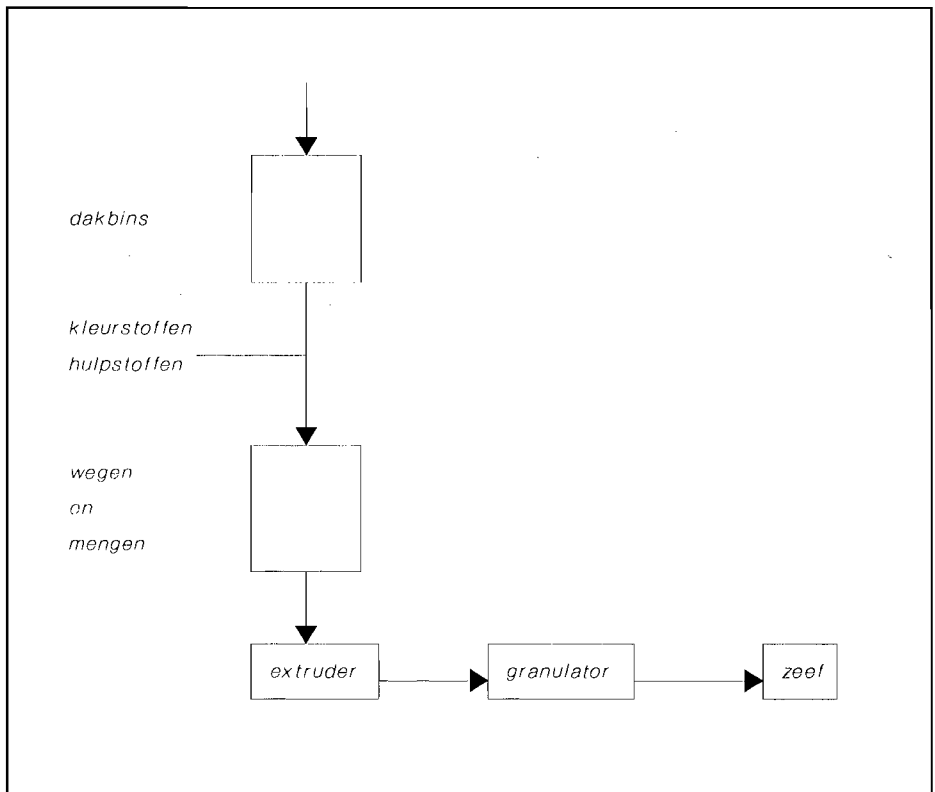 dakbins
kleurstoffen
hulpstoffen
wegen
en
mengen
extruder
granulator
zeef